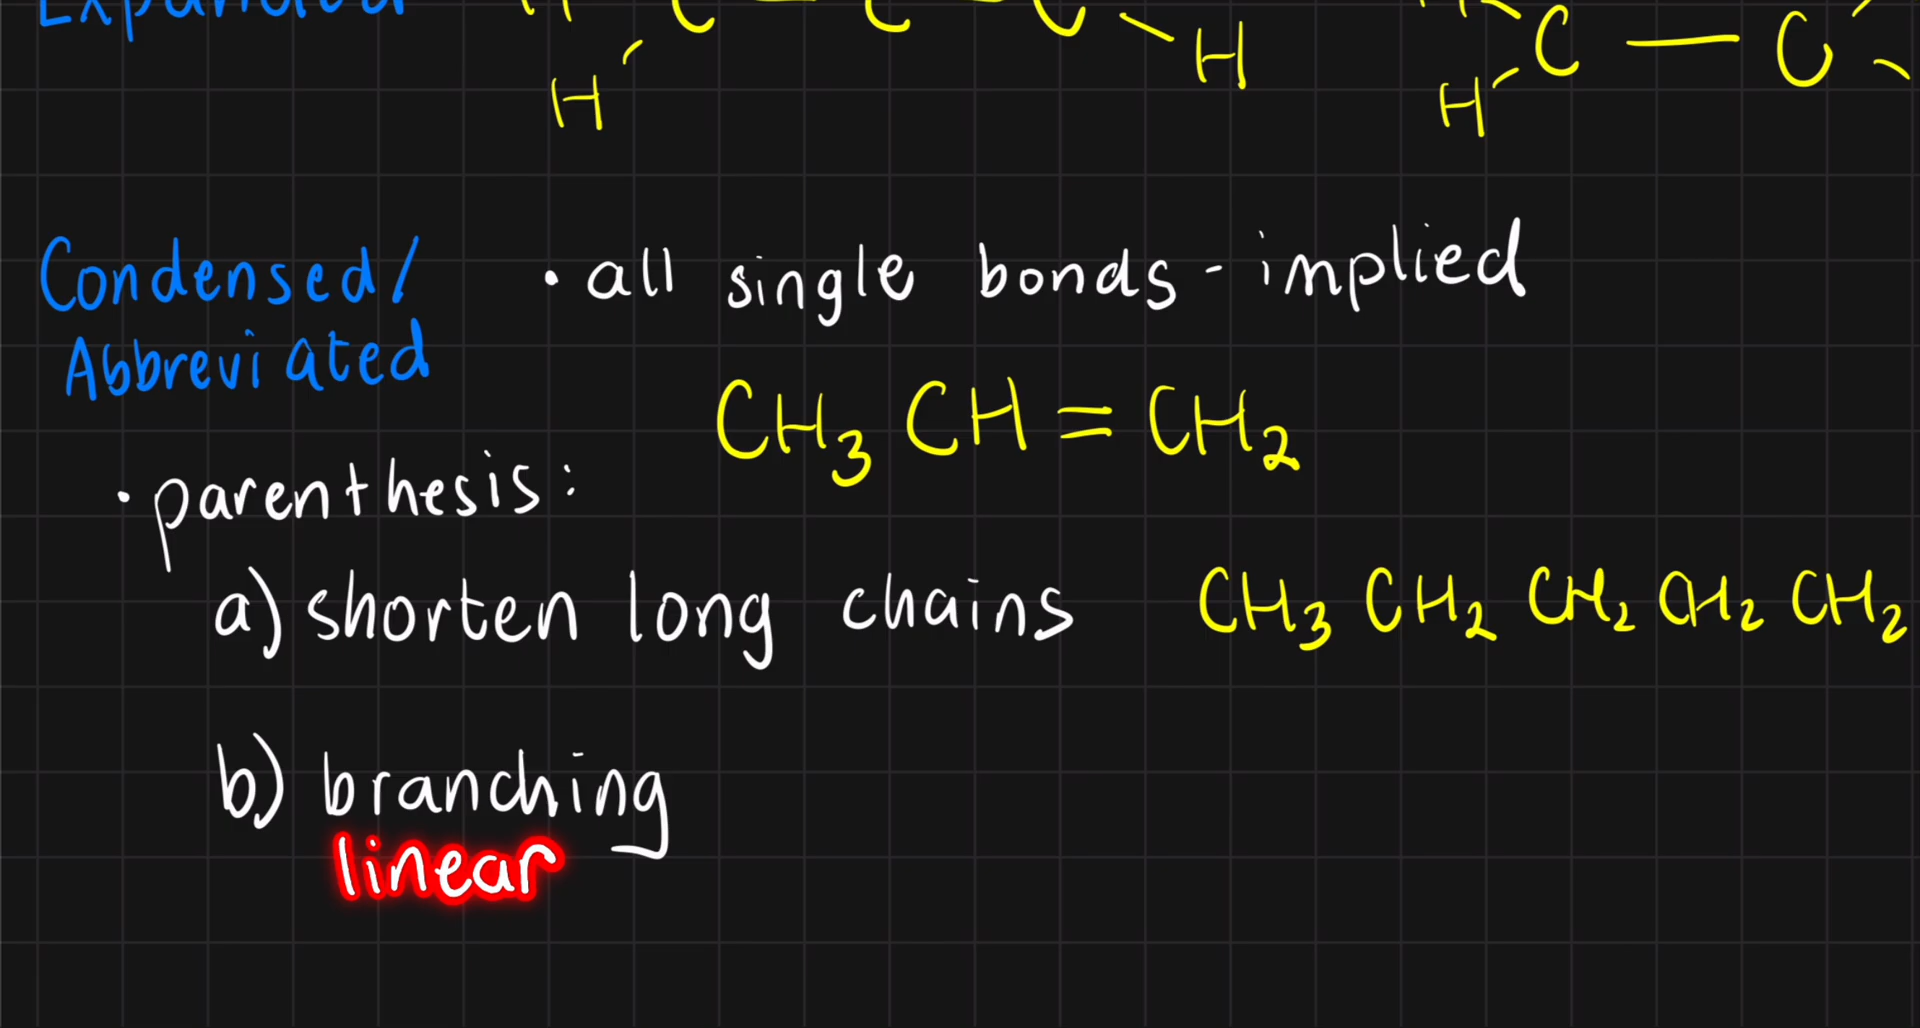 Expanded
H C — C — C H
H
H C — C
H
Condensed/
Abbreviated
• all single bonds - implied
CH₃ CH = CH₂
• parenthesis:
a) shorten long chains
CH₃ CH₂ CH₂ CH₂ CH₂
b) branching
linear